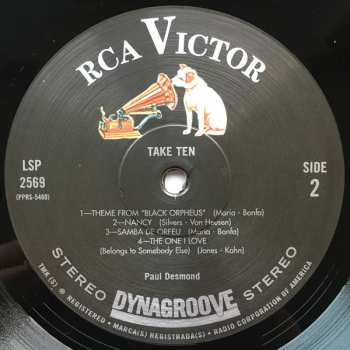 RCA VICTOR
TAKE TEN
LSP
2569
(PPRS-5460)
SIDE
2
1—THEME FROM "BLACK ORPHEUS" (Maria - Bonfa)
2—NANCY (Silvers - Van Heusen)
3—SAMBA DE ORFEU (Maria - Bonfa)
4—THE ONE I LOVE
(Belongs to Somebody Else) (Jones - Kahn)
Paul Desmond
STEREO DYNAGROOVE STEREO
TMK(S) ® REGISTERED • MARCA(S) REGISTRADA(S) • RADIO CORPORATION OF AMERICA